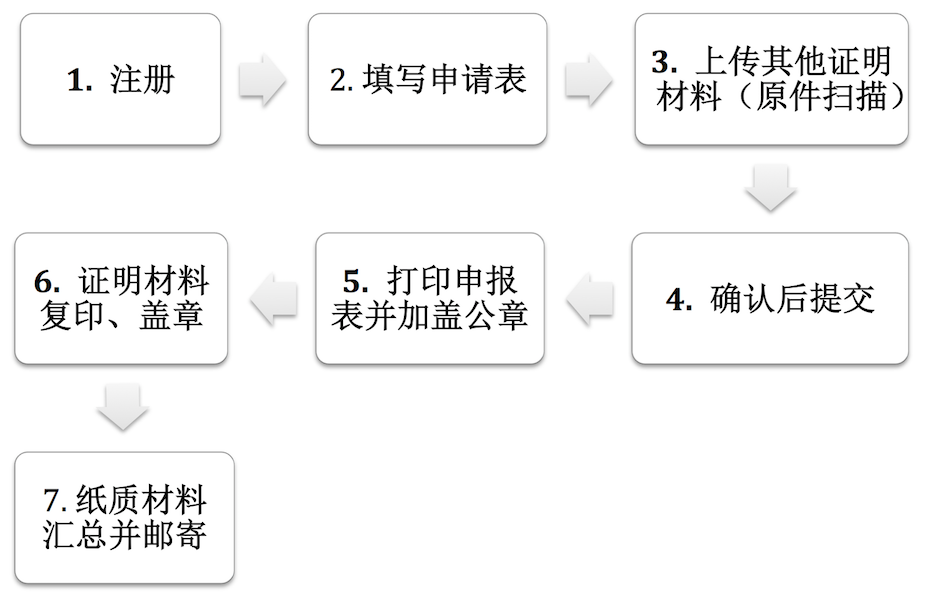 1. 注册
2. 填写申请表
3. 上传其他证明
材料（原件扫描）
4. 确认后提交
5. 打印申报
表并加盖公章
6. 证明材料
复印、盖章
7. 纸质材料
汇总并邮寄